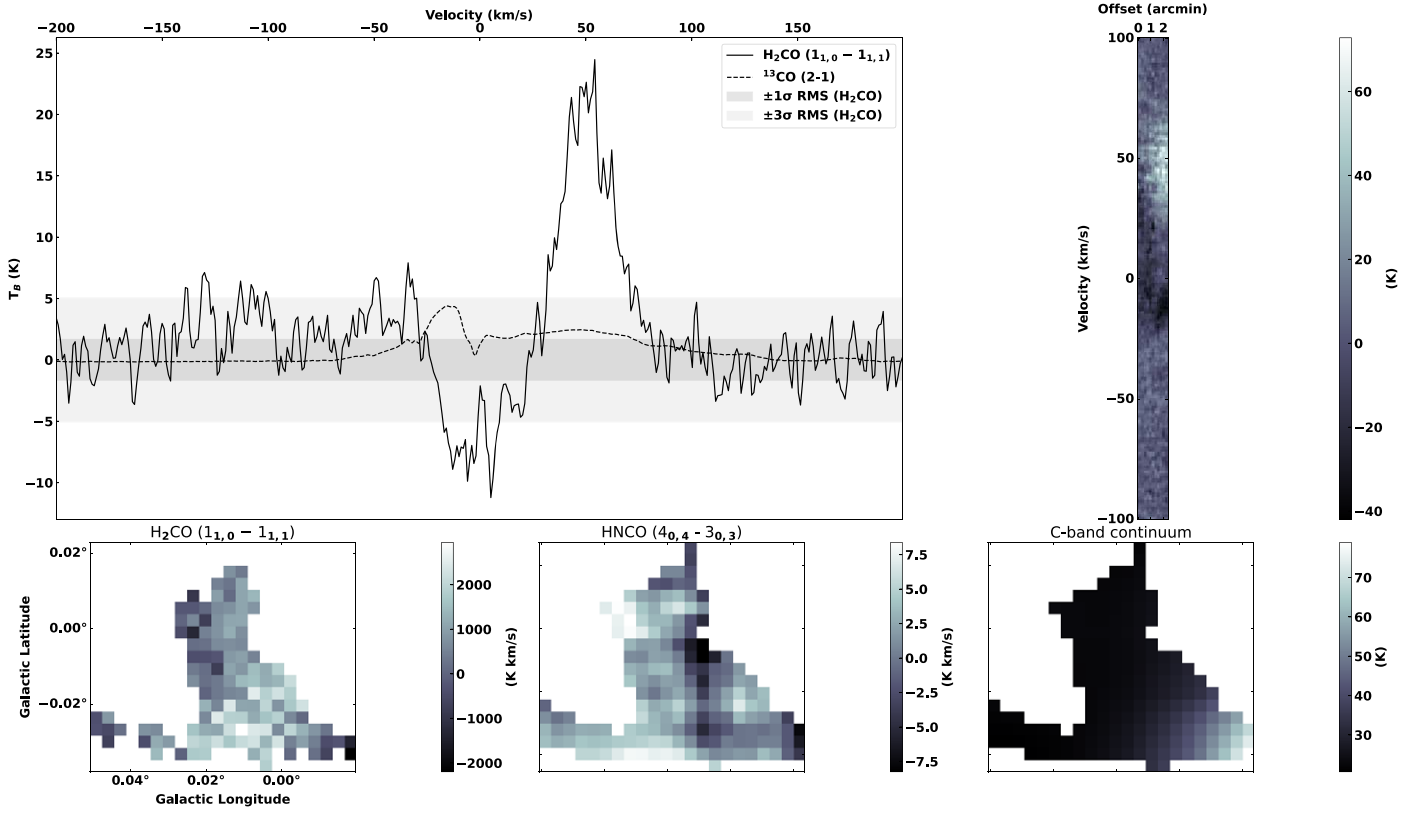 Velocity (km/s)
−200 −150 −100 −50 0 50 100 150
T_B (K)
25
20
15
10
5
0
−5
−10
H₂CO (1₁,₀ − 1₁,₁)
¹³CO (2-1)
±1σ RMS (H₂CO)
±3σ RMS (H₂CO)
Offset (arcmin)
0 1 2
Velocity (km/s)
100
50
0
−50
−100
60
40
20
0
−20
−40
(K)
H₂CO (1₁,₀ − 1₁,₁)
Galactic Latitude
0.02°
0.00°
−0.02°
0.04° 0.02° 0.00°
Galactic Longitude
2000
1000
0
−1000
−2000
(K km/s)
HNCO (4₀,₄ - 3₀,₃)
7.5
5.0
2.5
0.0
−2.5
−5.0
−7.5
(K km/s)
C-band continuum
70
60
50
40
30
(K)